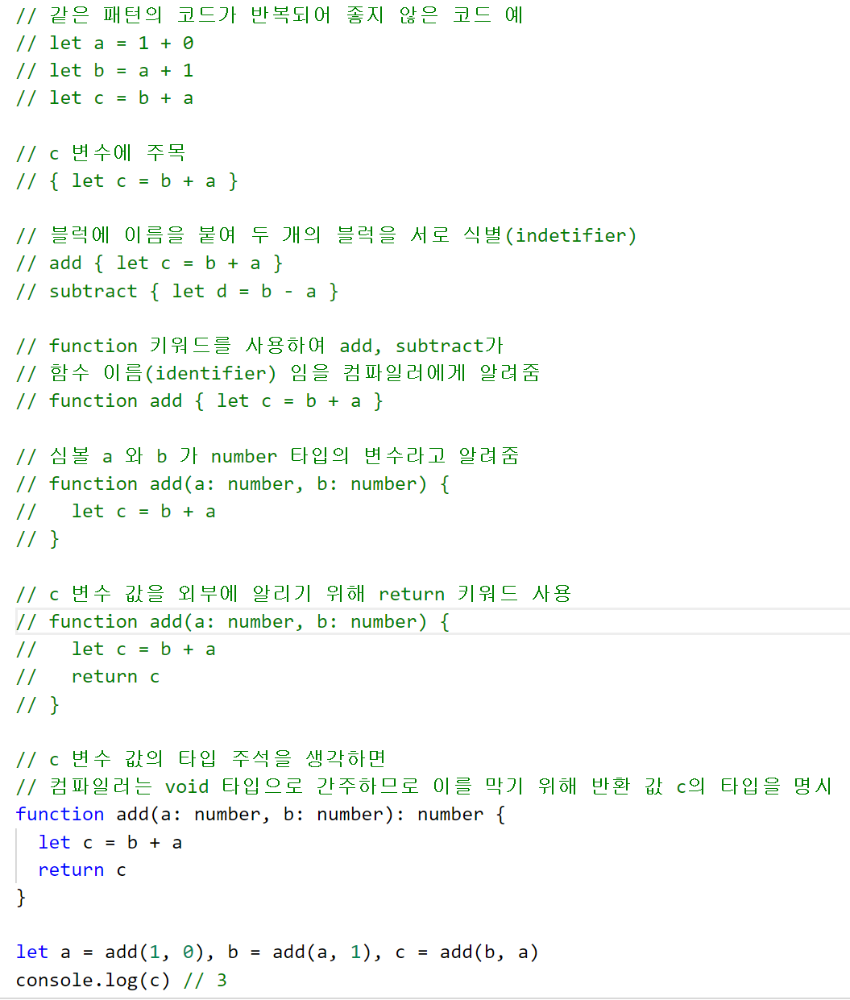 // 같은 패턴의 코드가 반복되어 좋지 않은 코드 예
// let a = 1 + 0
// let b = a + 1
// let c = b + a
// c 변수에 주목
// { let c = b + a }
// 블럭에 이름을 붙여 두 개의 블럭을 서로 식별(indetifier)
// add { let c = b + a }
// subtract { let d = b - a }
// function 키워드를 사용하여 add, subtract가
// 함수 이름(identifier) 임을 컴파일러에게 알려줌
// function add { let c = b + a }
// 심볼 a 와 b 가 number 타입의 변수라고 알려줌
// function add(a: number, b: number) {
//   let c = b + a
// }
// c 변수 값을 외부에 알리기 위해 return 키워드 사용
// function add(a: number, b: number) {
//   let c = b + a
//   return c
// }
// c 변수 값의 타입 주석을 생각하면
// 컴파일러는 void 타입으로 간주하므로 이를 막기 위해 반환 값 c의 타입을 명시
function add(a: number, b: number): number {
  let c = b + a
  return c
}
let a = add(1, 0), b = add(a, 1), c = add(b, a)
console.log(c) // 3